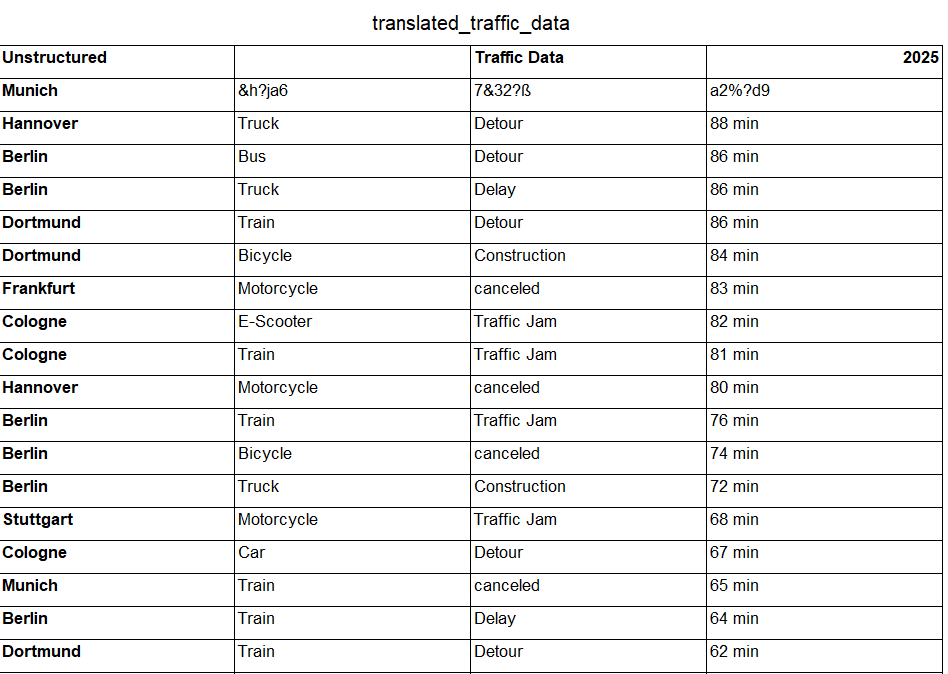 translated_traffic_data
Unstructured Traffic Data 2025
Munich &h?ja6 7&32?ß a2%?d9
Hannover Truck Detour 88 min
Berlin Bus Detour 86 min
Berlin Truck Delay 86 min
Dortmund Train Detour 86 min
Dortmund Bicycle Construction 84 min
Frankfurt Motorcycle canceled 83 min
Cologne E-Scooter Traffic Jam 82 min
Cologne Train Traffic Jam 81 min
Hannover Motorcycle canceled 80 min
Berlin Train Traffic Jam 76 min
Berlin Bicycle canceled 74 min
Berlin Truck Construction 72 min
Stuttgart Motorcycle Traffic Jam 68 min
Cologne Car Detour 67 min
Munich Train canceled 65 min
Berlin Train Delay 64 min
Dortmund Train Detour 62 min